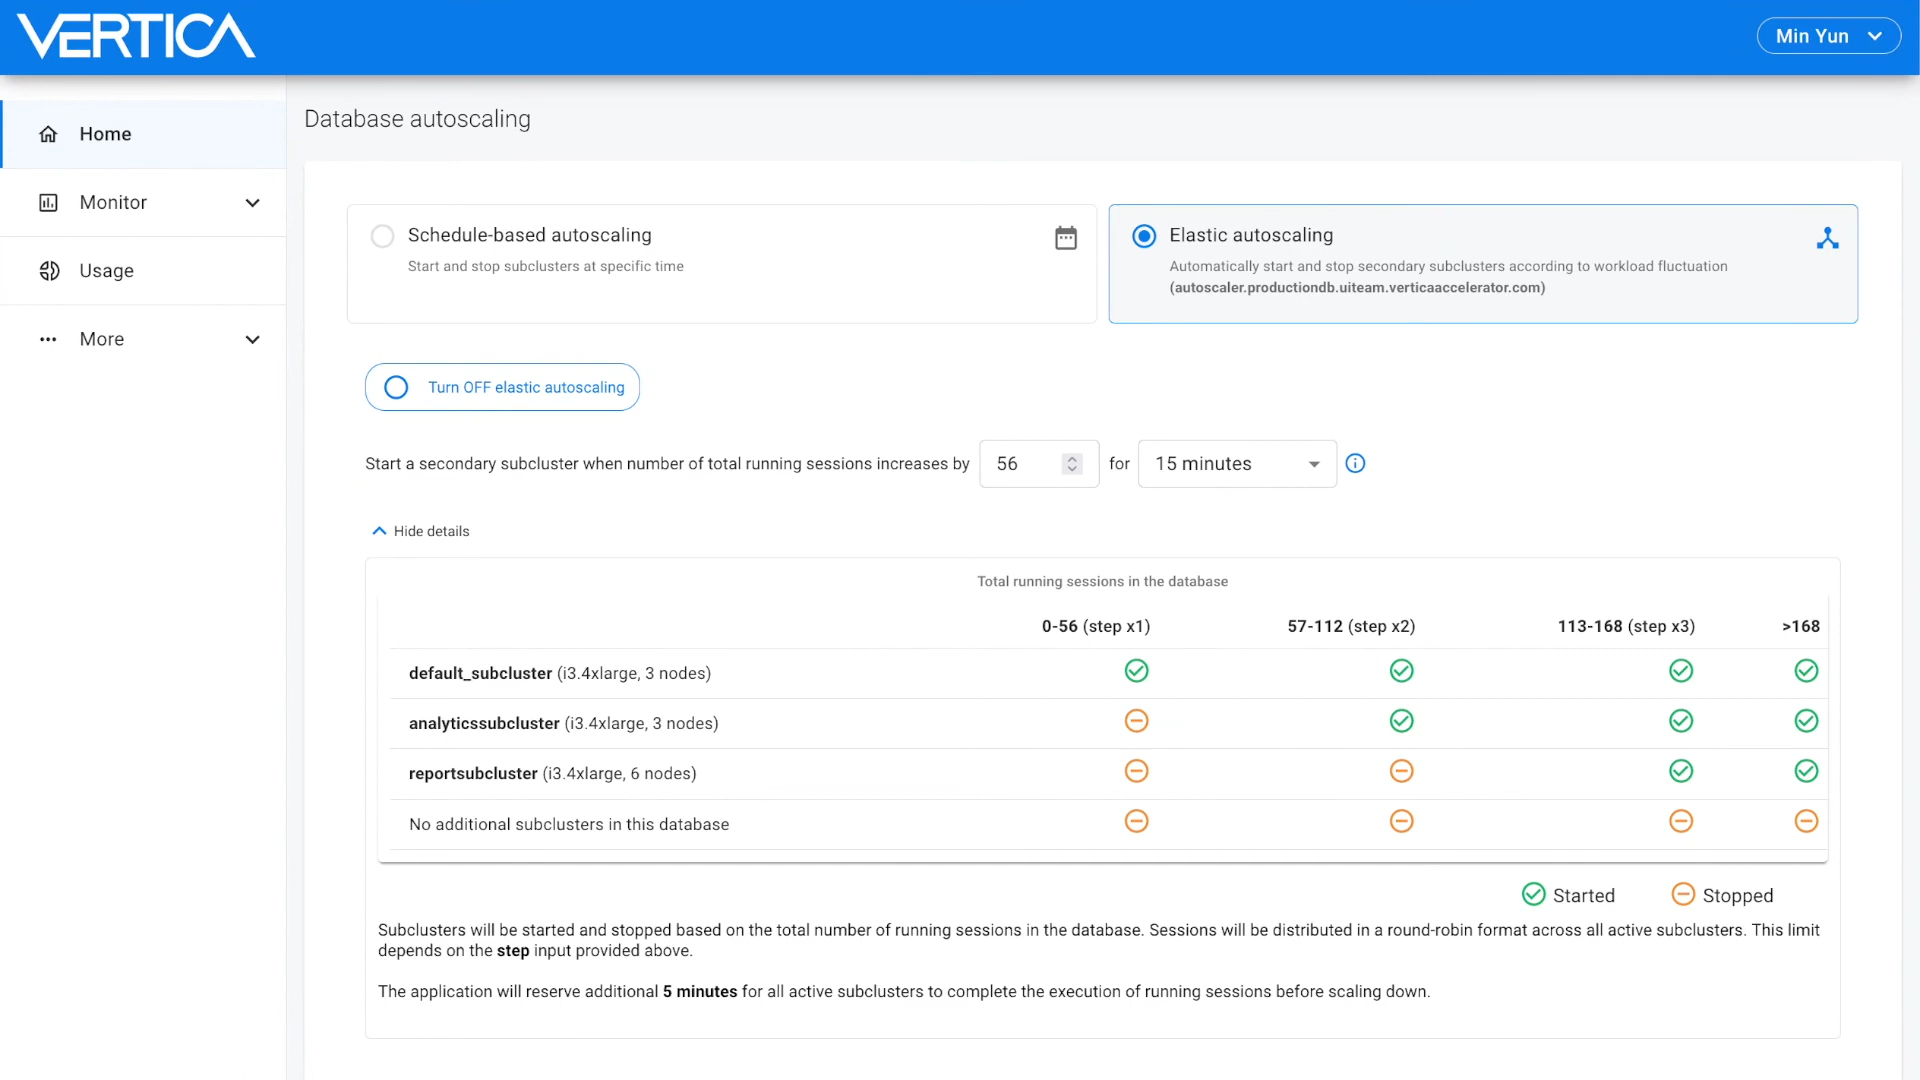 VERTICA
Min Yun
Home
Monitor
Usage
More
Database autoscaling
Schedule-based autoscaling
Start and stop subclusters at specific time
Elastic autoscaling
Automatically start and stop secondary subclusters according to workload fluctuation
(autoscaler.productiondb.uiteam.verticaaccelerator.com)
Turn OFF elastic autoscaling
Start a secondary subcluster when number of total running sessions increases by 56 for 15 minutes
Hide details
Total running sessions in the database
0-56 (step x1) 57-112 (step x2) 113-168 (step x3) >168
default_subcluster (i3.4xlarge, 3 nodes)
analyticssubcluster (i3.4xlarge, 3 nodes)
reportsubcluster (i3.4xlarge, 6 nodes)
No additional subclusters in this database
Started Stopped
Subclusters will be started and stopped based on the total number of running sessions in the database. Sessions will be distributed in a round-robin format across all active subclusters. This limit
depends on the step input provided above.
The application will reserve additional 5 minutes for all active subclusters to complete the execution of running sessions before scaling down.